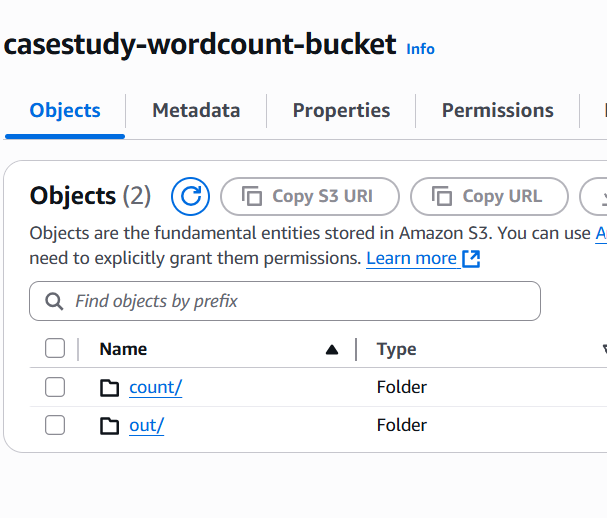 casestudy-wordcount-bucket Info
Objects Metadata Properties Permissions
Objects (2) Copy S3 URI Copy URL
Objects are the fundamental entities stored in Amazon S3. You can use
need to explicitly grant them permissions. Learn more
Find objects by prefix
Name Type
count/ Folder
out/ Folder